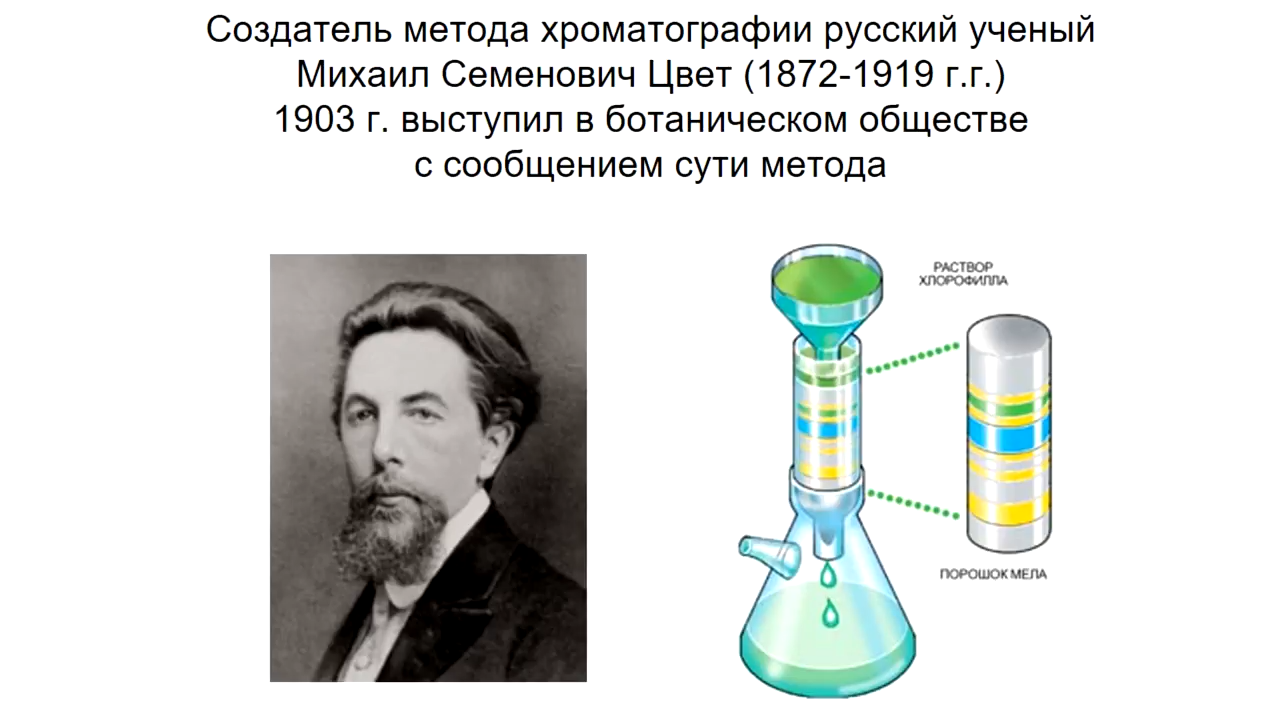 Создатель метода хроматографии русский ученый
Михаил Семенович Цвет (1872-1919 г.г.)
1903 г. выступил в ботаническом обществе
с сообщением сути метода
РАСТВОР
ХЛОРОФИЛЛА
ПОРОШОК МЕЛА